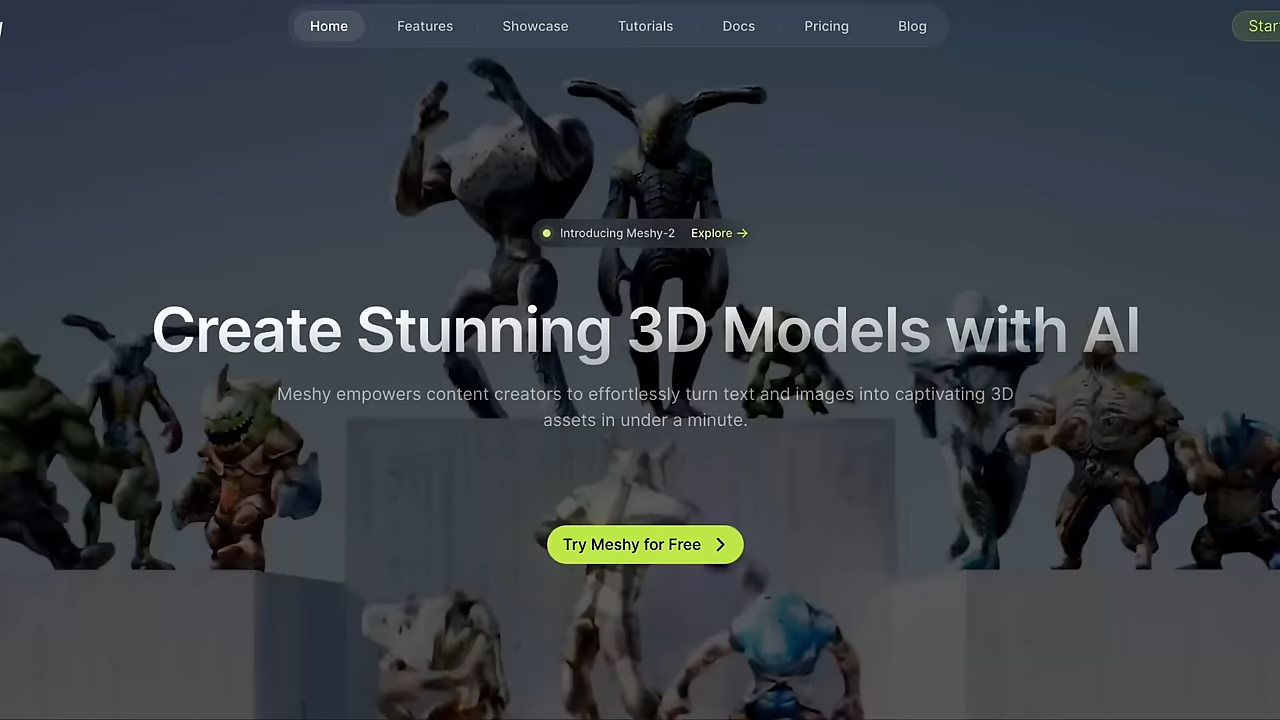 Home Features Showcase Tutorials Docs Pricing Blog
Introducing Meshy-2 Explore →
Create Stunning 3D Models with AI
Meshy empowers content creators to effortlessly turn text and images into captivating 3D
assets in under a minute.
Try Meshy for Free